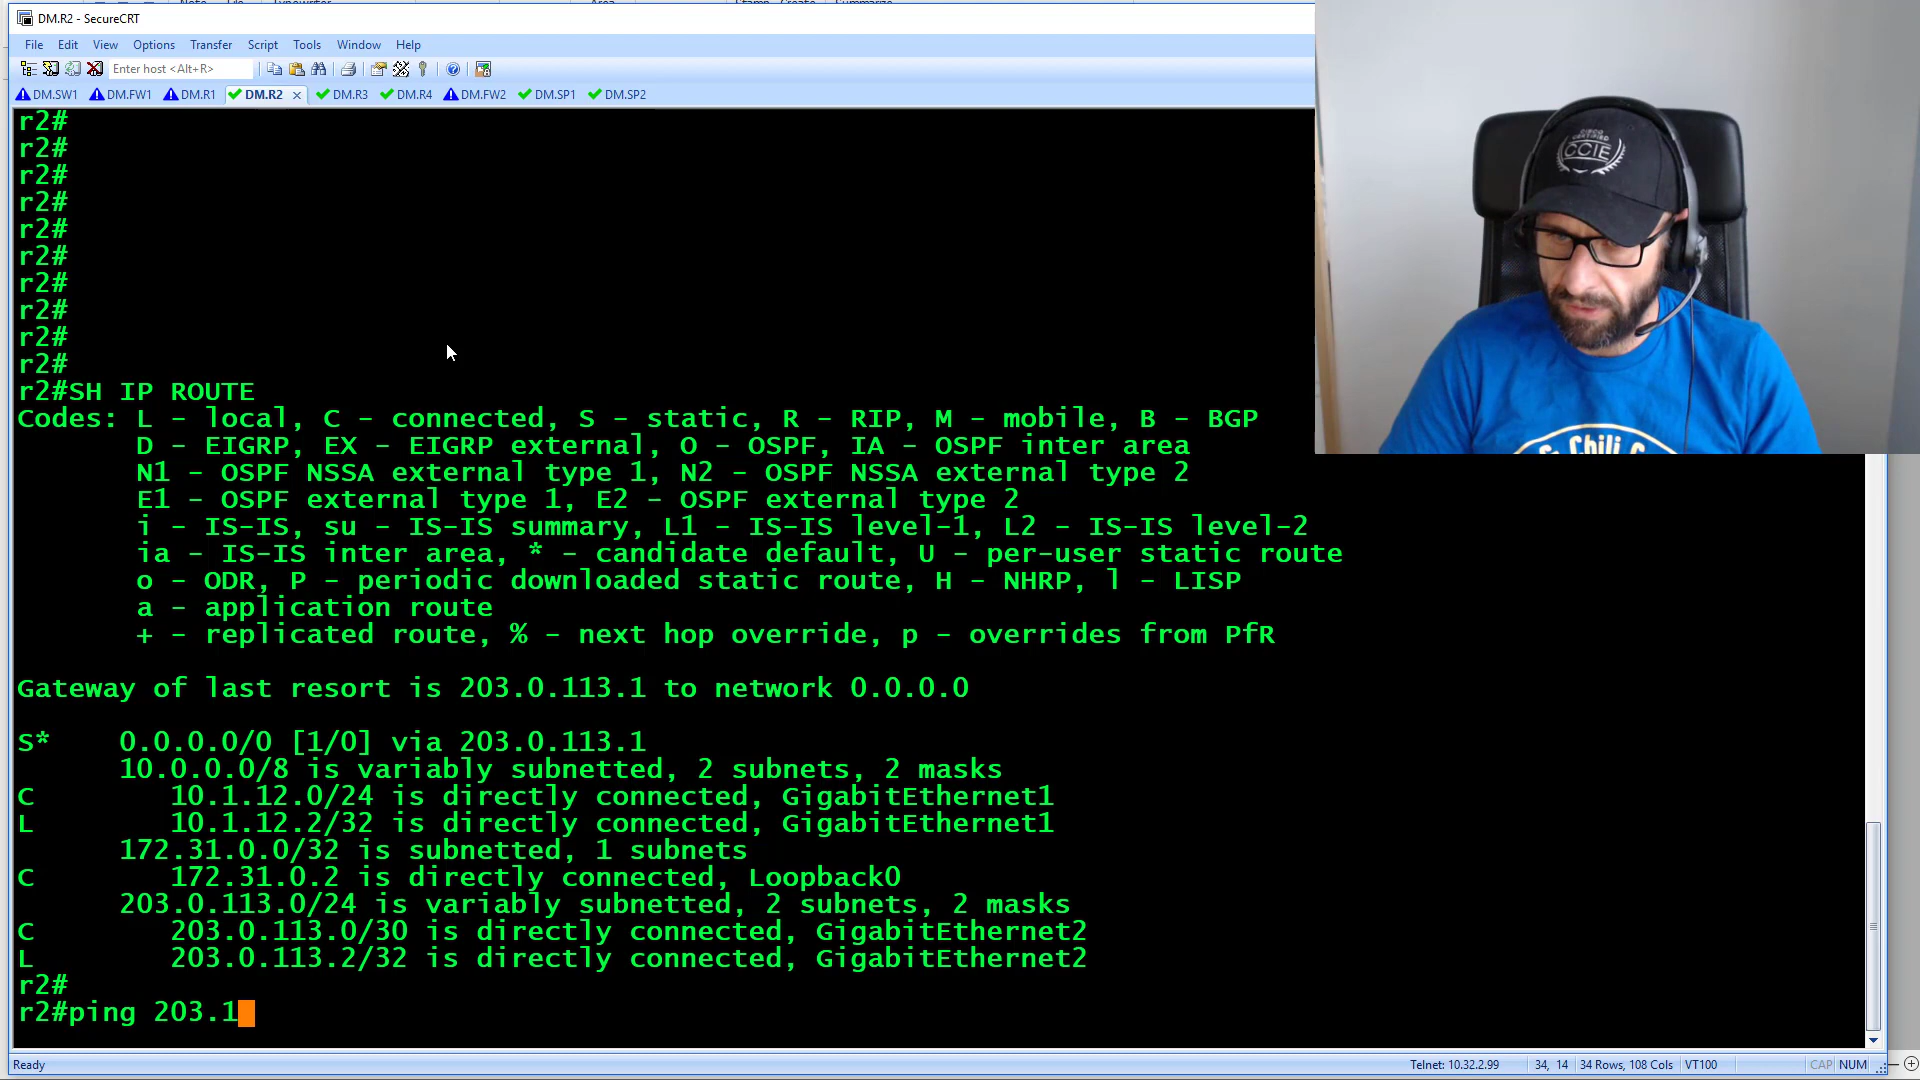 DM.R2 - SecureCRT
File Edit View Options Transfer Script Tools Window Help
Enter host <Alt+R>
DM.SW1 DM.FW1 DM.R1 DM.R2 DM.R3 DM.R4 DM.FW2 DM.SP1 DM.SP2
r2#
r2#
r2#
r2#
r2#
r2#
r2#
r2#
r2#
r2#
r2#SH IP ROUTE
Codes: L - local, C - connected, S - static, R - RIP, M - mobile, B - BGP
D - EIGRP, EX - EIGRP external, O - OSPF, IA - OSPF inter area
N1 - OSPF NSSA external type 1, N2 - OSPF NSSA external type 2
E1 - OSPF external type 1, E2 - OSPF external type 2
i - IS-IS, su - IS-IS summary, L1 - IS-IS level-1, L2 - IS-IS level-2
ia - IS-IS inter area, * - candidate default, U - per-user static route
o - ODR, P - periodic downloaded static route, H - NHRP, l - LISP
a - application route
+ - replicated route, % - next hop override, p - overrides from PfR
Gateway of last resort is 203.0.113.1 to network 0.0.0.0
S* 0.0.0.0/0 [1/0] via 203.0.113.1
10.0.0.0/8 is variably subnetted, 2 subnets, 2 masks
C 10.1.12.0/24 is directly connected, GigabitEthernet1
L 10.1.12.2/32 is directly connected, GigabitEthernet1
172.31.0.0/32 is subnetted, 1 subnets
C 172.31.0.2 is directly connected, Loopback0
203.0.113.0/24 is variably subnetted, 2 subnets, 2 masks
C 203.0.113.0/30 is directly connected, GigabitEthernet2
L 203.0.113.2/32 is directly connected, GigabitEthernet2
r2#
r2#ping 203.1
Ready Telnet: 10.32.2.99 34, 14 34 Rows, 108 Cols VT100 CAP NUM
CISCO
CERTIFIED
CCIE
Chili